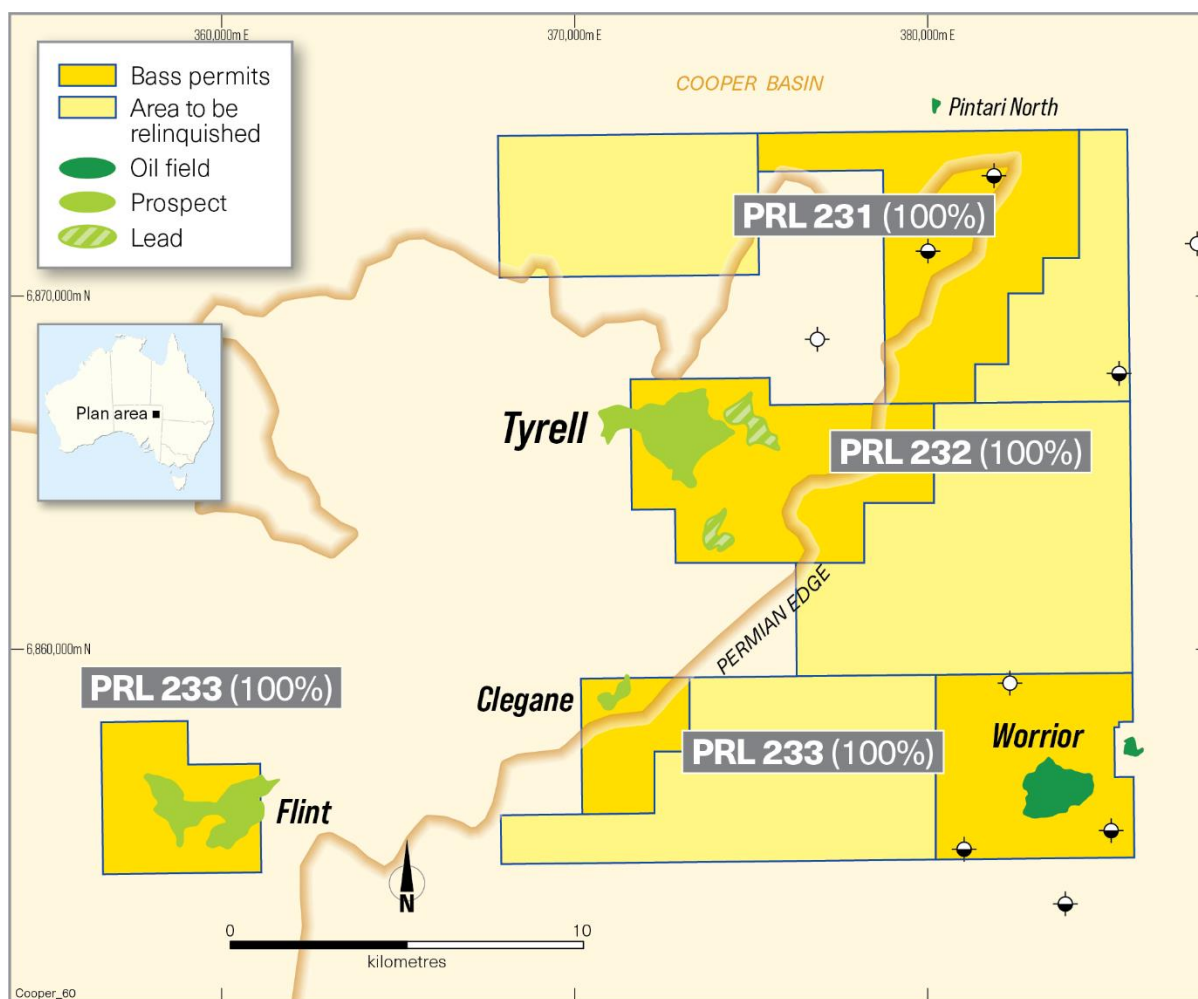 360,000m E
370,000m E
380,000m E
Bass permits
Area to be
relinquished
Oil field
Prospect
Lead
COOPER BASIN
Pintari North
PRL 231 (100%)
6,870,000m N
Plan area
Tyrell
PRL 232 (100%)
PERMIAN EDGE
6,860,000m N
PRL 233 (100%)
Clegane
Worrior
PRL 233 (100%)
Flint
N
0
10
kilometres
Cooper_60